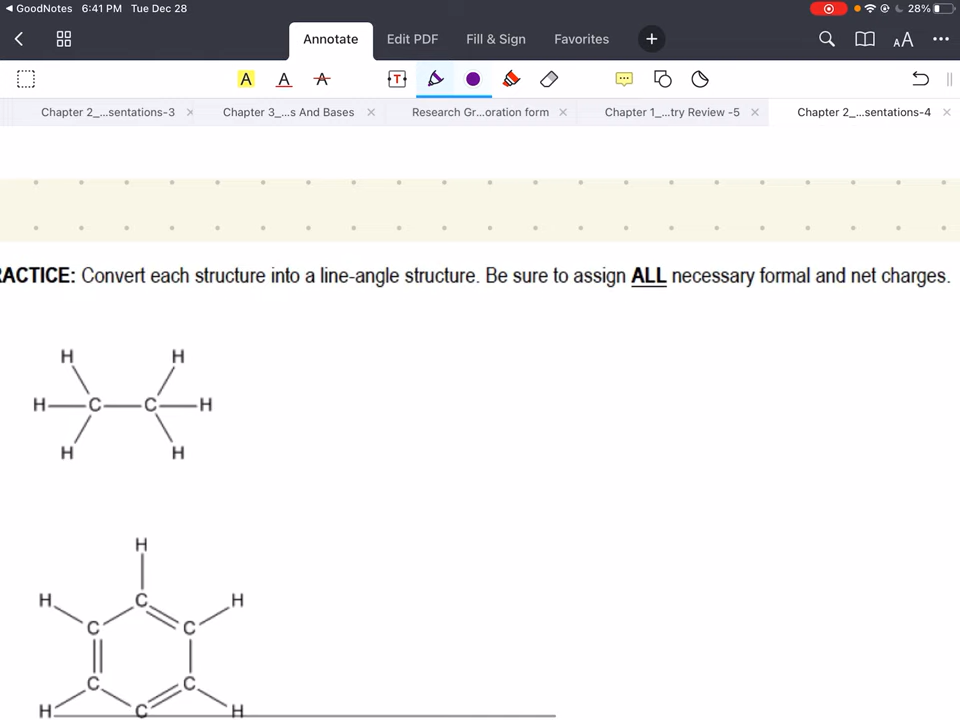 GoodNotes 6:41 PM Tue Dec 28 28%
Annotate Edit PDF Fill & Sign Favorites
A A A T AA
Chapter 2_...sentations-3 × Chapter 3_...s And Bases × Research Gr...oration form × Chapter 1_...try Review -5 × Chapter 2_...sentations-4 ×
RACTICE: Convert each structure into a line-angle structure. Be sure to assign ALL necessary formal and net charges.
H H
H C C H
H H
H
H C H
C C
C C
H C H